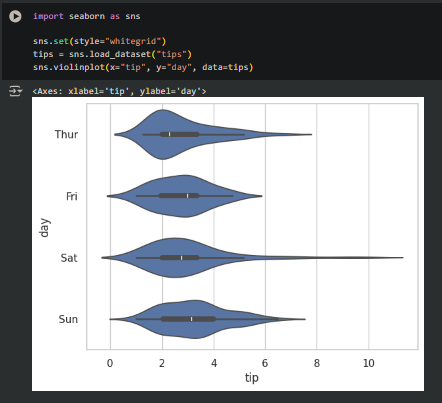 import seaborn as sns
sns.set(style="whitegrid")
tips = sns.load_dataset("tips")
sns.violinplot(x="tip", y="day", data=tips)
<Axes: xlabel='tip', ylabel='day'>
Thur
Fri
day
Sat
Sun
0 2 4 6 8 10
tip